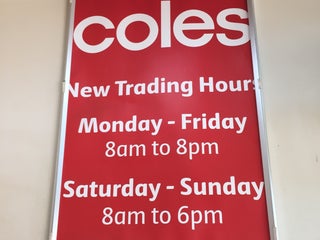 coles
New Trading Hours
Monday - Friday
8am to 8pm
Saturday - Sunday
8am to 6pm